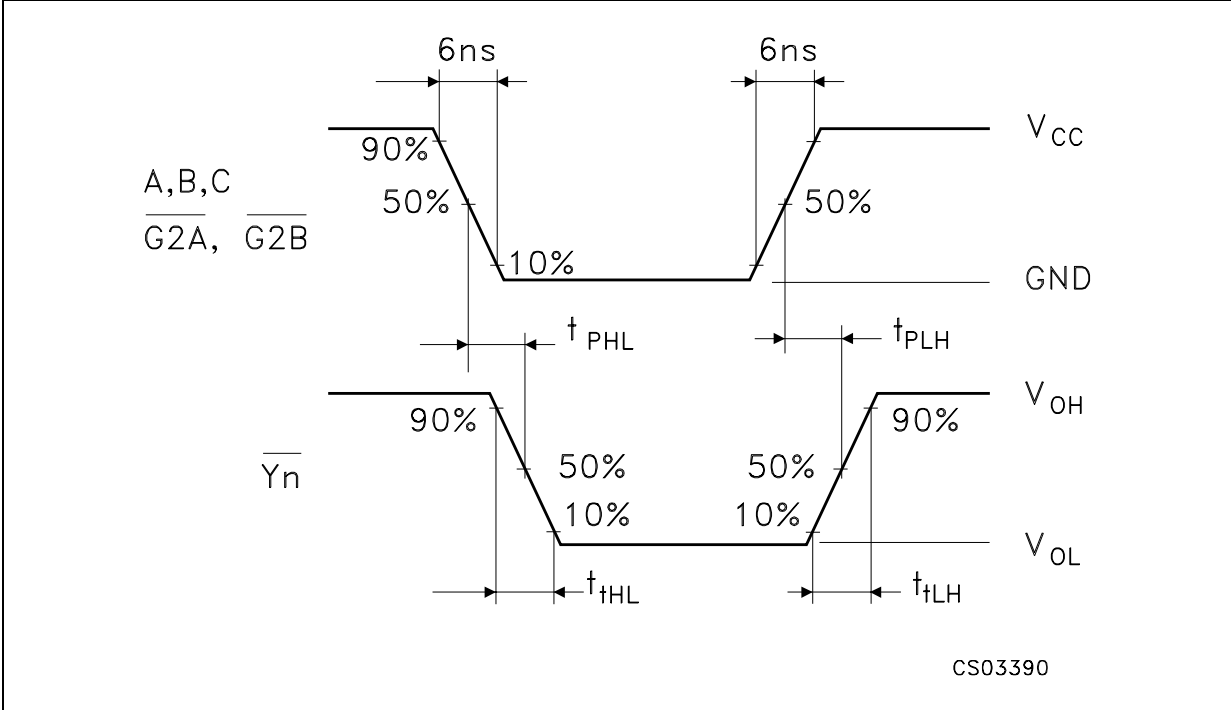 6ns 6ns
90% V CC
A,B,C 50% 50%
G2A, G2B
10% GND
t PHL t PLH
90% 90% V OH
Yn 50% 50%
10% 10% V OL
t tHL t tLH
CS03390